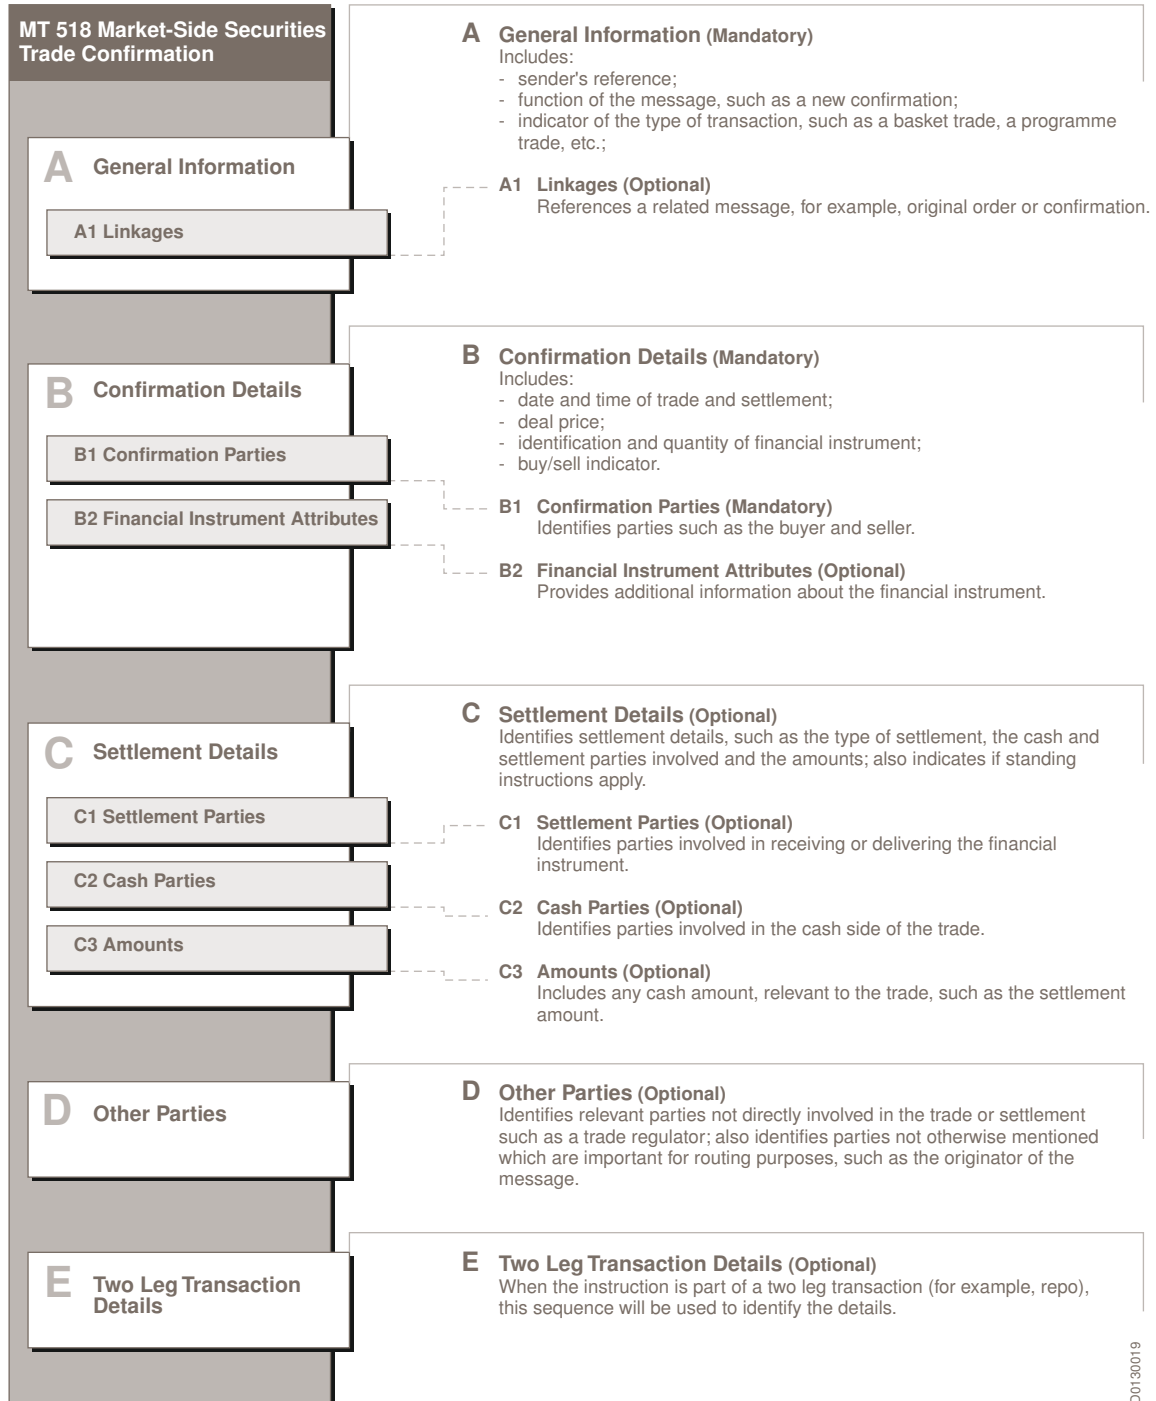 MT 518 Market-Side Securities
Trade Confirmation
A General Information
A1 Linkages
A General Information (Mandatory)
Includes:
- sender's reference;
- function of the message, such as a new confirmation;
- indicator of the type of transaction, such as a basket trade, a programme
trade, etc.;
A1 Linkages (Optional)
References a related message, for example, original order or confirmation.
B Confirmation Details
B1 Confirmation Parties
B2 Financial Instrument Attributes
B Confirmation Details (Mandatory)
Includes:
- date and time of trade and settlement;
- deal price;
- identification and quantity of financial instrument;
- buy/sell indicator.
B1 Confirmation Parties (Mandatory)
Identifies parties such as the buyer and seller.
B2 Financial Instrument Attributes (Optional)
Provides additional information about the financial instrument.
C Settlement Details
C1 Settlement Parties
C2 Cash Parties
C3 Amounts
C Settlement Details (Optional)
Identifies settlement details, such as the type of settlement, the cash and
settlement parties involved and the amounts; also indicates if standing
instructions apply.
C1 Settlement Parties (Optional)
Identifies parties involved in receiving or delivering the financial
instrument.
C2 Cash Parties (Optional)
Identifies parties involved in the cash side of the trade.
C3 Amounts (Optional)
Includes any cash amount, relevant to the trade, such as the settlement
amount.
D Other Parties
D Other Parties (Optional)
Identifies relevant parties not directly involved in the trade or settlement
such as a trade regulator; also identifies parties not otherwise mentioned
which are important for routing purposes, such as the originator of the
message.
E Two Leg Transaction
Details
E Two Leg Transaction Details (Optional)
When the instruction is part of a two leg transaction (for example, repo),
this sequence will be used to identify the details.
D0130019